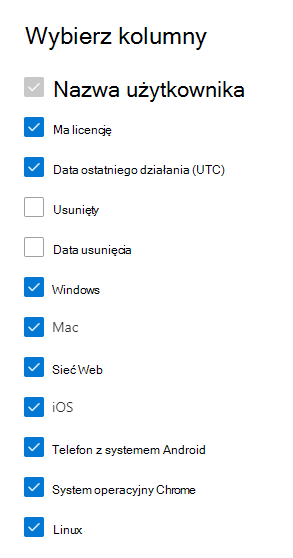 Wybierz kolumny
Nazwa użytkownika
Ma licencję
Data ostatniego działania (UTC)
Usunięty
Data usunięcia
Windows
Mac
Sieć Web
iOS
Telefon z systemem Android
System operacyjny Chrome
Linux